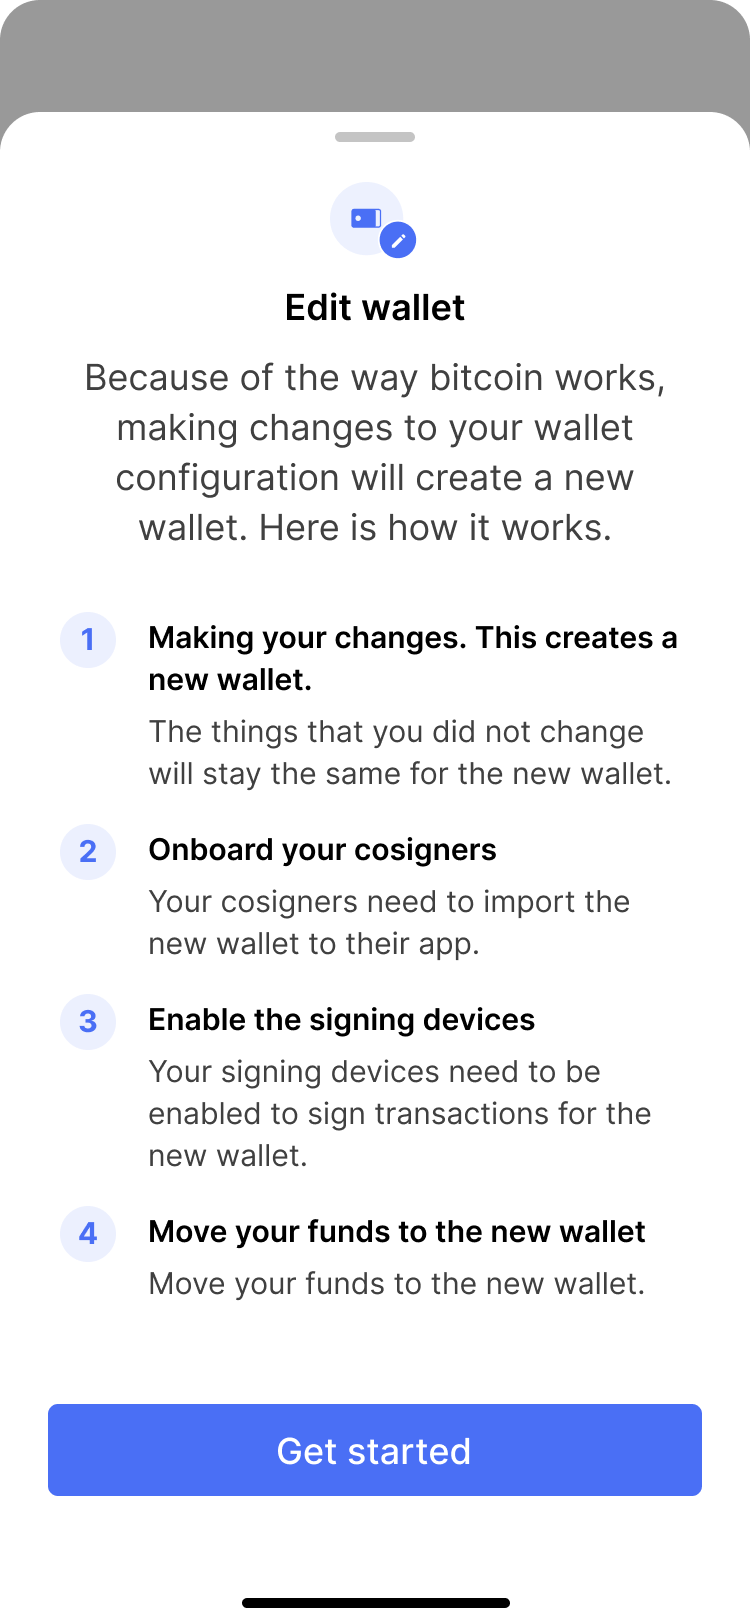 Edit wallet
Because of the way bitcoin works,
making changes to your wallet
configuration will create a new
wallet. Here is how it works.
1
Making your changes. This creates a
new wallet.
The things that you did not change
will stay the same for the new wallet.
2
Onboard your cosigners
Your cosigners need to import the
new wallet to their app.
3
Enable the signing devices
Your signing devices need to be
enabled to sign transactions for the
new wallet.
4
Move your funds to the new wallet
Move your funds to the new wallet.
Get started